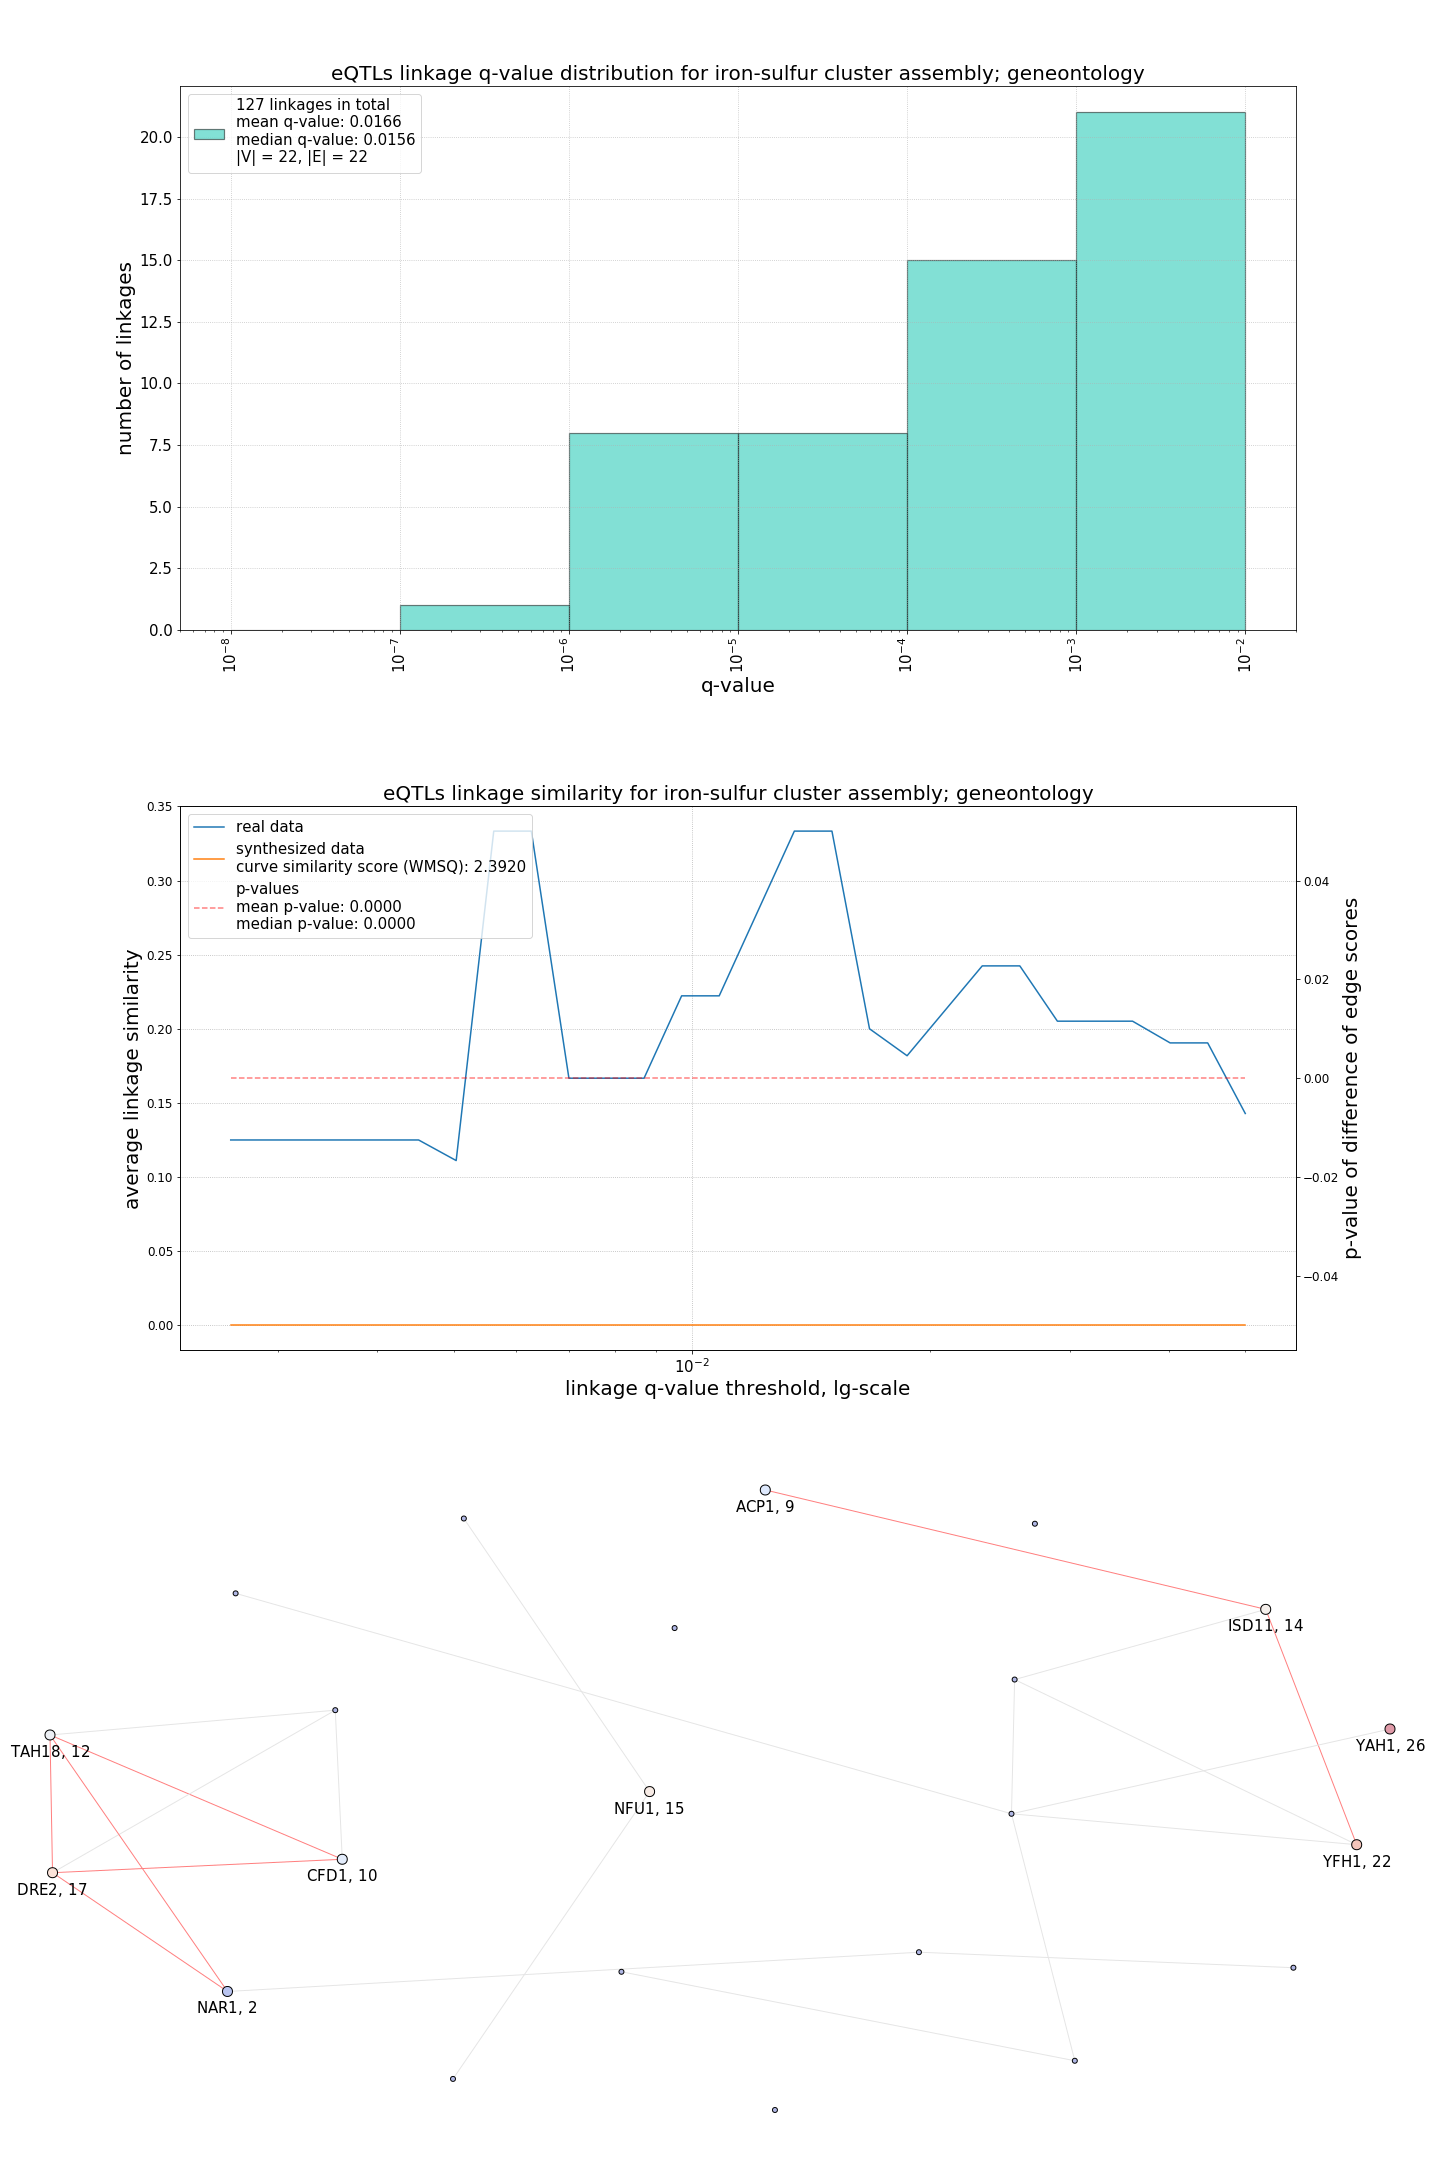 eQTLs linkage q-value distribution for iron-sulfur cluster assembly; geneontology
127 linkages in total
mean q-value: 0.0166
median q-value: 0.0156
|V| = 22, |E| = 22
number of linkages
20.0
17.5
15.0
12.5
10.0
7.5
5.0
2.5
0.0
10⁻⁸ 10⁻⁷ 10⁻⁶ 10⁻⁵ 10⁻⁴ 10⁻³ 10⁻²
q-value
eQTLs linkage similarity for iron-sulfur cluster assembly; geneontology
real data
synthesized data
curve similarity score (WMSQ): 2.3920
p-values
mean p-value: 0.0000
median p-value: 0.0000
average linkage similarity
0.35
0.30
0.25
0.20
0.15
0.10
0.05
0.00
0.04
0.02
0.00
−0.02
−0.04
p-value of difference of edge scores
10⁻²
linkage q-value threshold, lg-scale
ACP1, 9
ISD11, 14
YAH1, 26
TAH18, 12
NFU1, 15
YFH1, 22
CFD1, 10
DRE2, 17
NAR1, 2